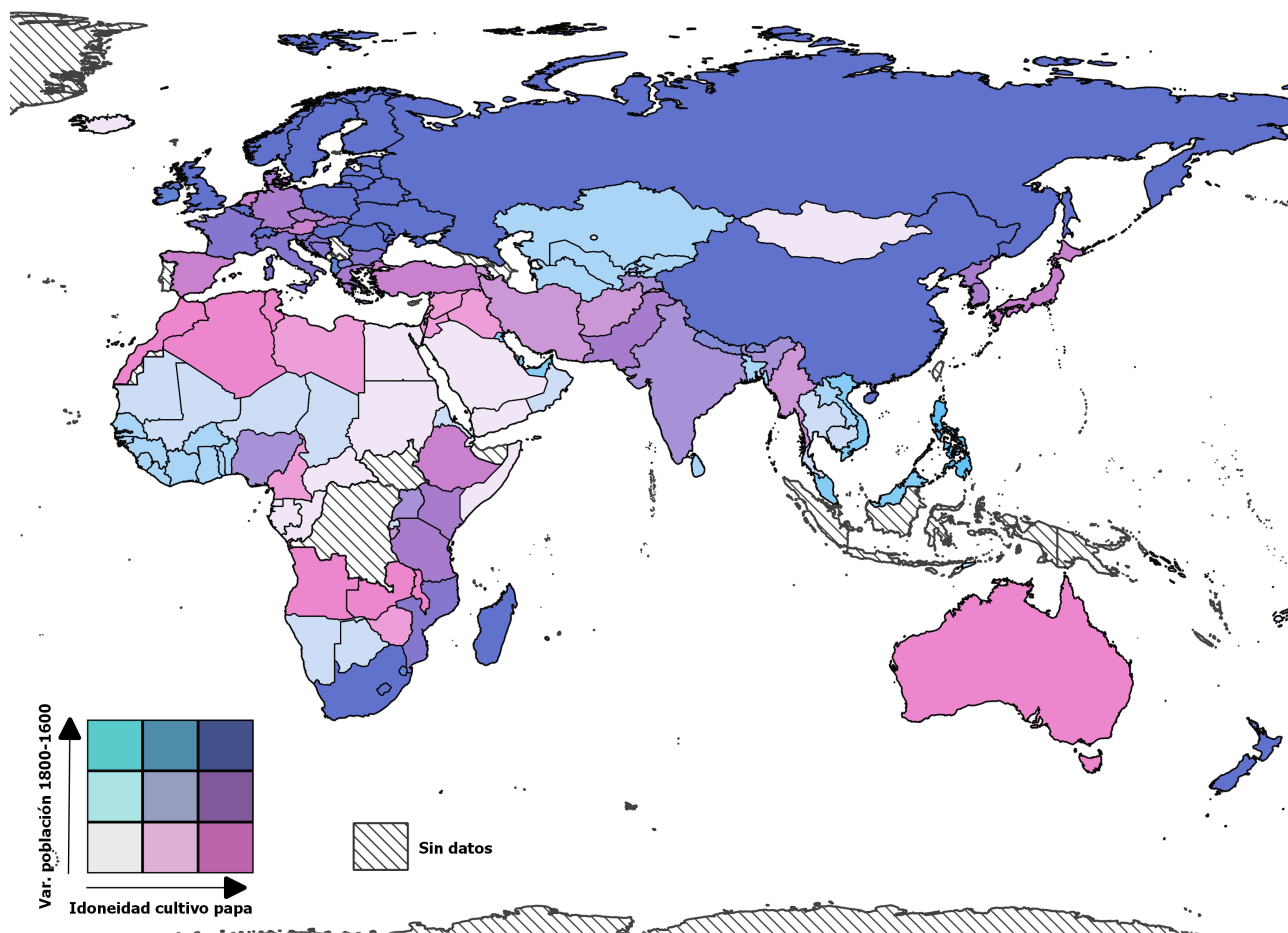 Var. población 1800-1600
Idoneidad cultivo papa
Sin datos